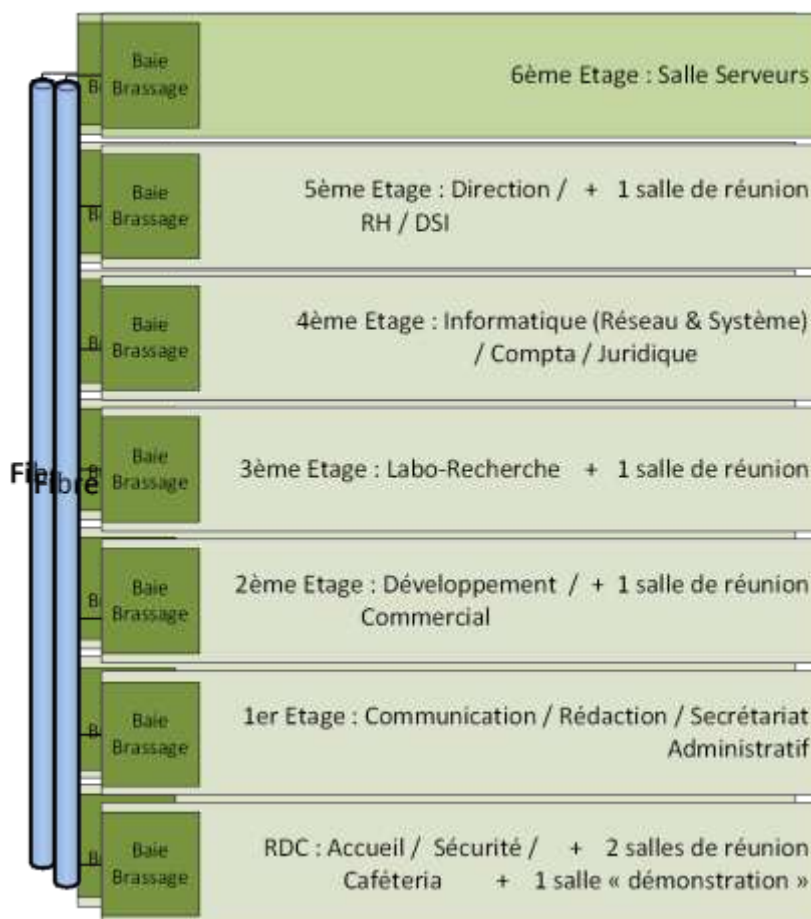 Baie
Brassage
6ème Etage : Salle Serveurs
Baie
Brassage
5ème Etage : Direction / + 1 salle de réunion
RH / DSI
Baie
Brassage
4ème Etage : Informatique (Réseau & Système)
/ Compta / Juridique
Baie
Brassage
3ème Etage : Labo-Recherche + 1 salle de réunion
Fibre
Baie
Brassage
2ème Etage : Développement / + 1 salle de réunion
Commercial
Baie
Brassage
1er Etage : Communication / Rédaction / Secrétariat
Administratif
Baie
Brassage
RDC : Accueil / Sécurité / + 2 salles de réunion
Caféteria + 1 salle « démonstration »